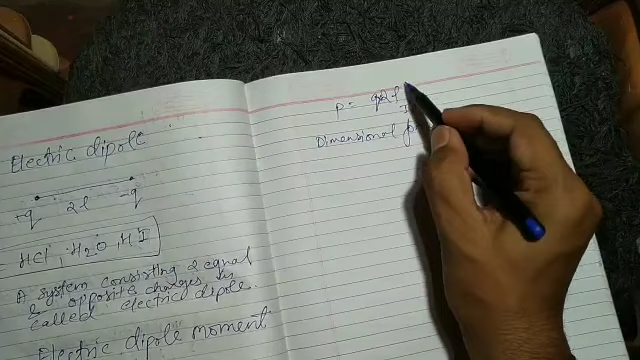 Electric dipole
+q 2l -q
HCl, H2O, HI
A system consisting 2 equal
& opposite charges is
called electric dipole.
Electric dipole moment
p = q2l
Dimensional